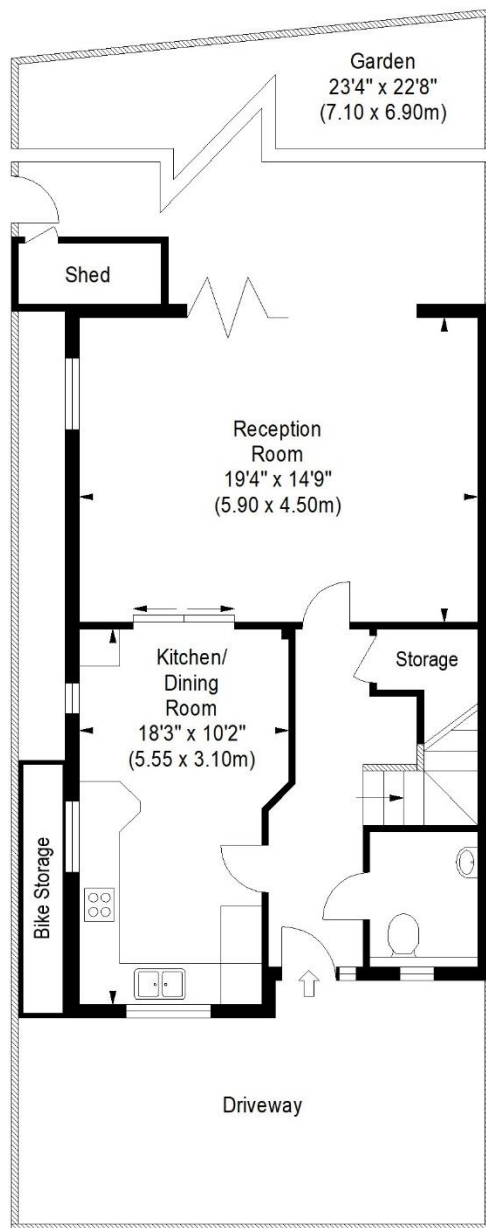 Garden
23'4" x 22'8"
(7.10 x 6.90m)
Shed
Reception
Room
19'4" x 14'9"
(5.90 x 4.50m)
Kitchen/
Dining
Room
18'3" x 10'2"
(5.55 x 3.10m)
Storage
Bike Storage
Driveway